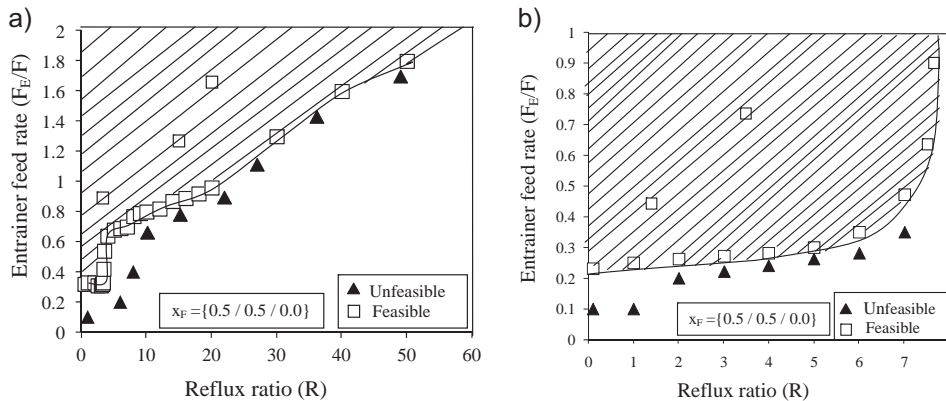 a)
Entrainer feed rate (F_E/F)
2
1.8
1.6
1.4
1.2
1
0.8
0.6
0.4
0.2
0
0 10 20 30 40 50 60
x_F ={0.5 / 0.5 / 0.0}
▲ Unfeasible
□ Feasible
Reflux ratio (R)
b)
Entrainer feed rate (F_E/F)
1
0.9
0.8
0.7
0.6
0.5
0.4
0.3
0.2
0.1
0
0 1 2 3 4 5 6 7
x_F ={0.5 / 0.5 / 0.0}
▲ Unfeasible
□ Feasible
Reflux ratio (R)